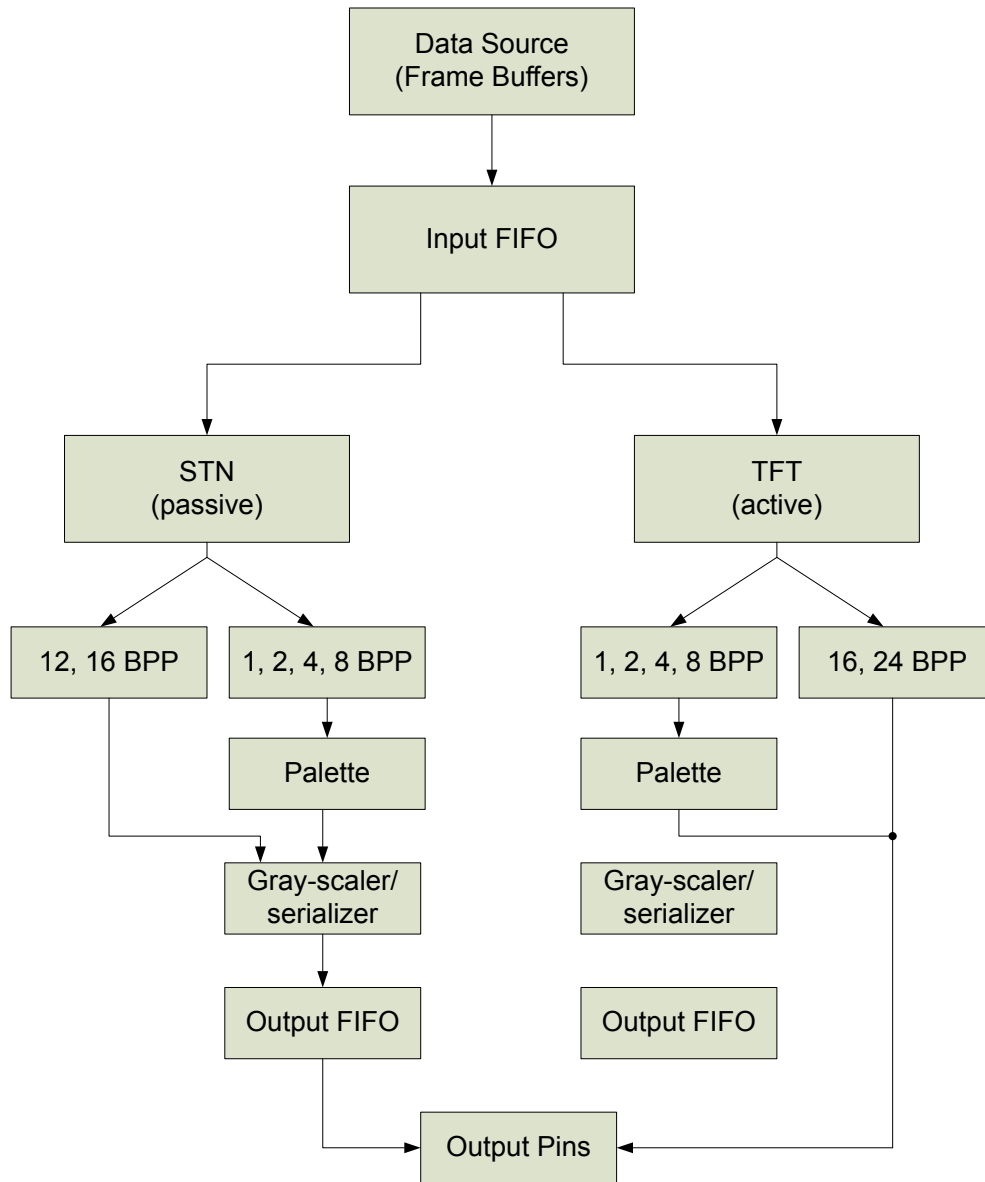 Data Source
(Frame Buffers)
Input FIFO
STN
(passive)
TFT
(active)
12, 16 BPP
1, 2, 4, 8 BPP
1, 2, 4, 8 BPP
16, 24 BPP
Palette
Palette
Gray-scaler/
serializer
Gray-scaler/
serializer
Output FIFO
Output FIFO
Output Pins